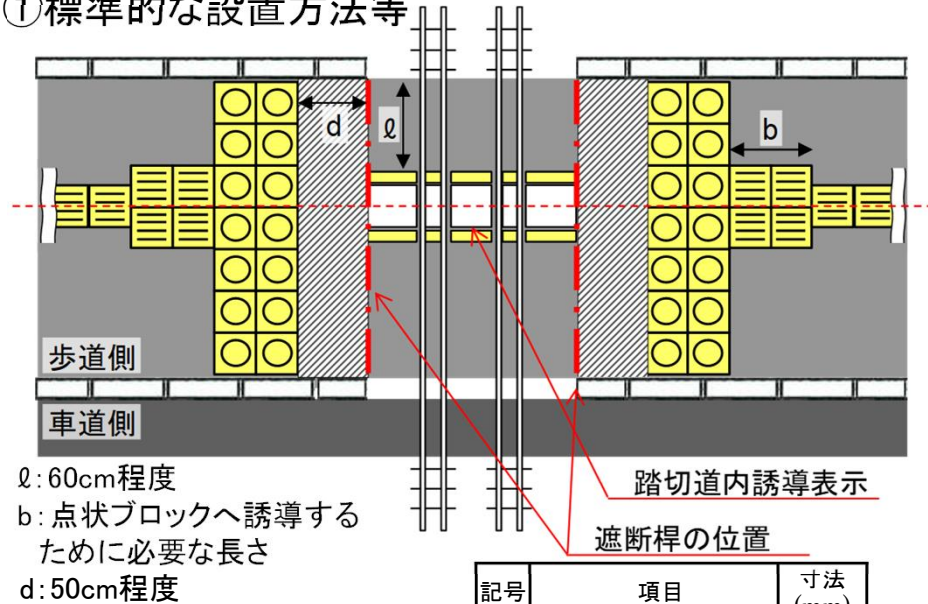 ①標準的な設置方法等
d
ℓ
b
歩道側
車道側
ℓ:60cm程度
b:点状ブロックへ誘導する
ために必要な長さ
d:50cm程度
踏切道内誘導表示
遮断桿の位置
記号 項目 寸法
(mm)